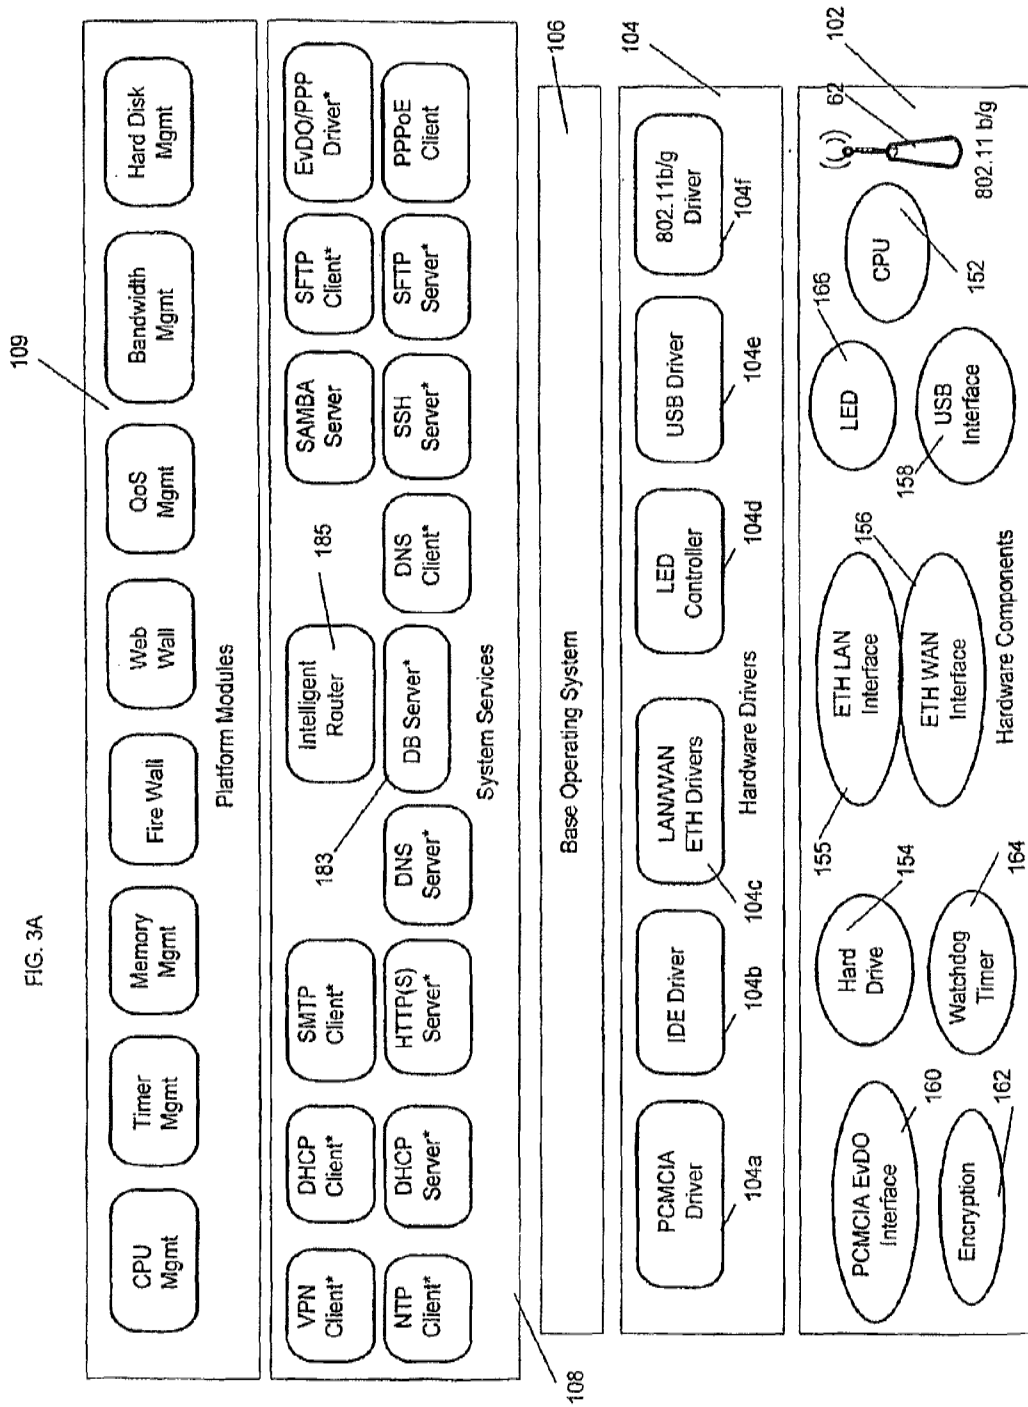 FIG. 3A
109
CPU
Mgmt
Timer
Mgmt
Memory
Mgmt
Fire Wall
Web
Wall
QoS
Mgmt
Bandwidth
Mgmt
Hard Disk
Mgmt
Platform Modules
VPN
Client*
DHCP
Client*
SMTP
Client*
183
Intelligent
Router
185
SAMBA
Server
SFTP
Client*
EvDO/PPP
Driver*
NTP
Client*
DHCP
Server*
HTTP(S)
Server*
DNS
Server*
DB Server*
DNS
Client*
SSH
Server*
SFTP
Server*
PPPoE
Client
System Services
108
Base Operating System
106
PCMCIA
Driver
104a
IDE Driver
104b
LAN/WAN
ETH Drivers
104c
LED
Controller
104d
USB Driver
104e
802.11b/g
Driver
104f
104
Hardware Drivers
PCMCIA EvDO
Interface
160
Hard
Drive
154
155
ETH LAN
Interface
156
LED
166
CPU
152
62
102
Encryption
162
Watchdog
Timer
164
ETH WAN
Interface
158
USB
Interface
802.11 b/g
Hardware Components